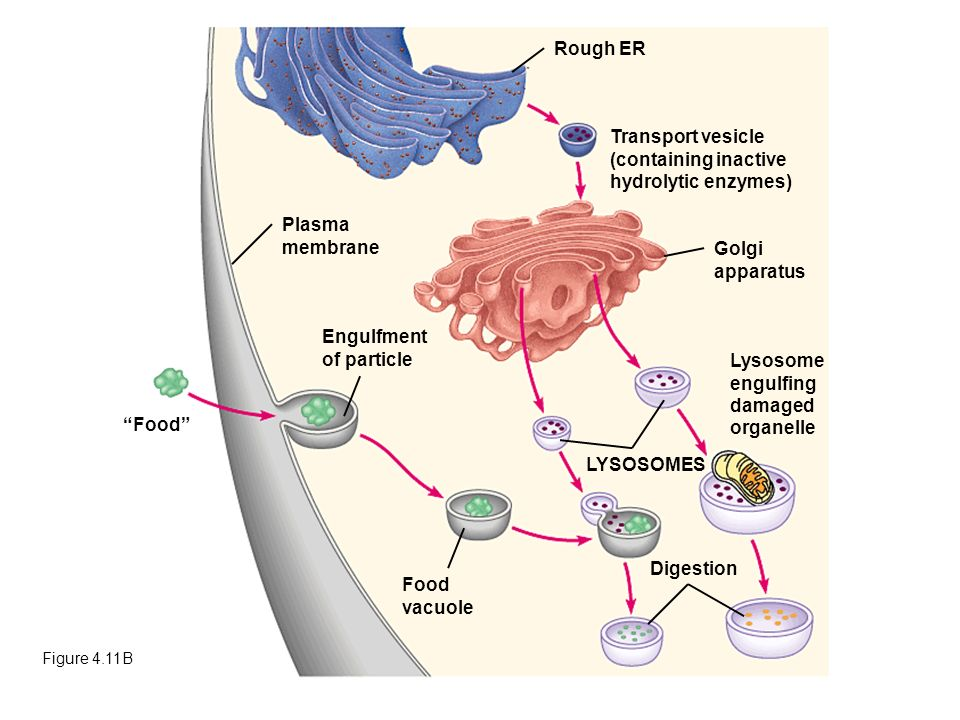 Rough ER
Transport vesicle
(containing inactive
hydrolytic enzymes)
Plasma
membrane
Golgi
apparatus
Engulfment
of particle
Lysosome
engulfing
damaged
organelle
“Food”
LYSOSOMES
Digestion
Food
vacuole
Figure 4.11B